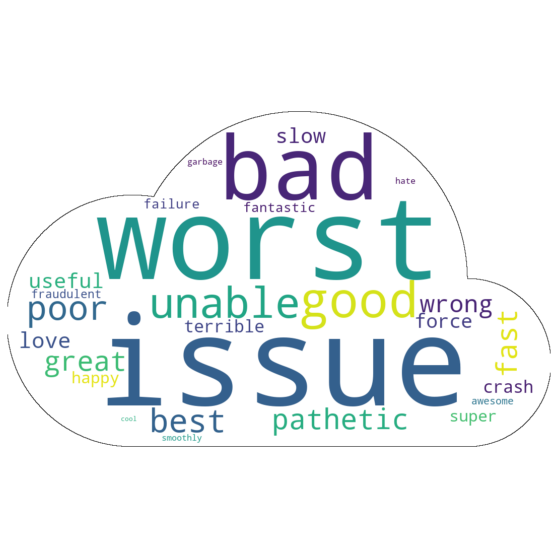 slow
bad
garbage
hate
failure
fantastic
worst
useful
fraudulent
poor
unable
good
wrong
force
terrible
love
issue
fast
great
happy
crash
awesome
cool
best
pathetic
super
smoothly